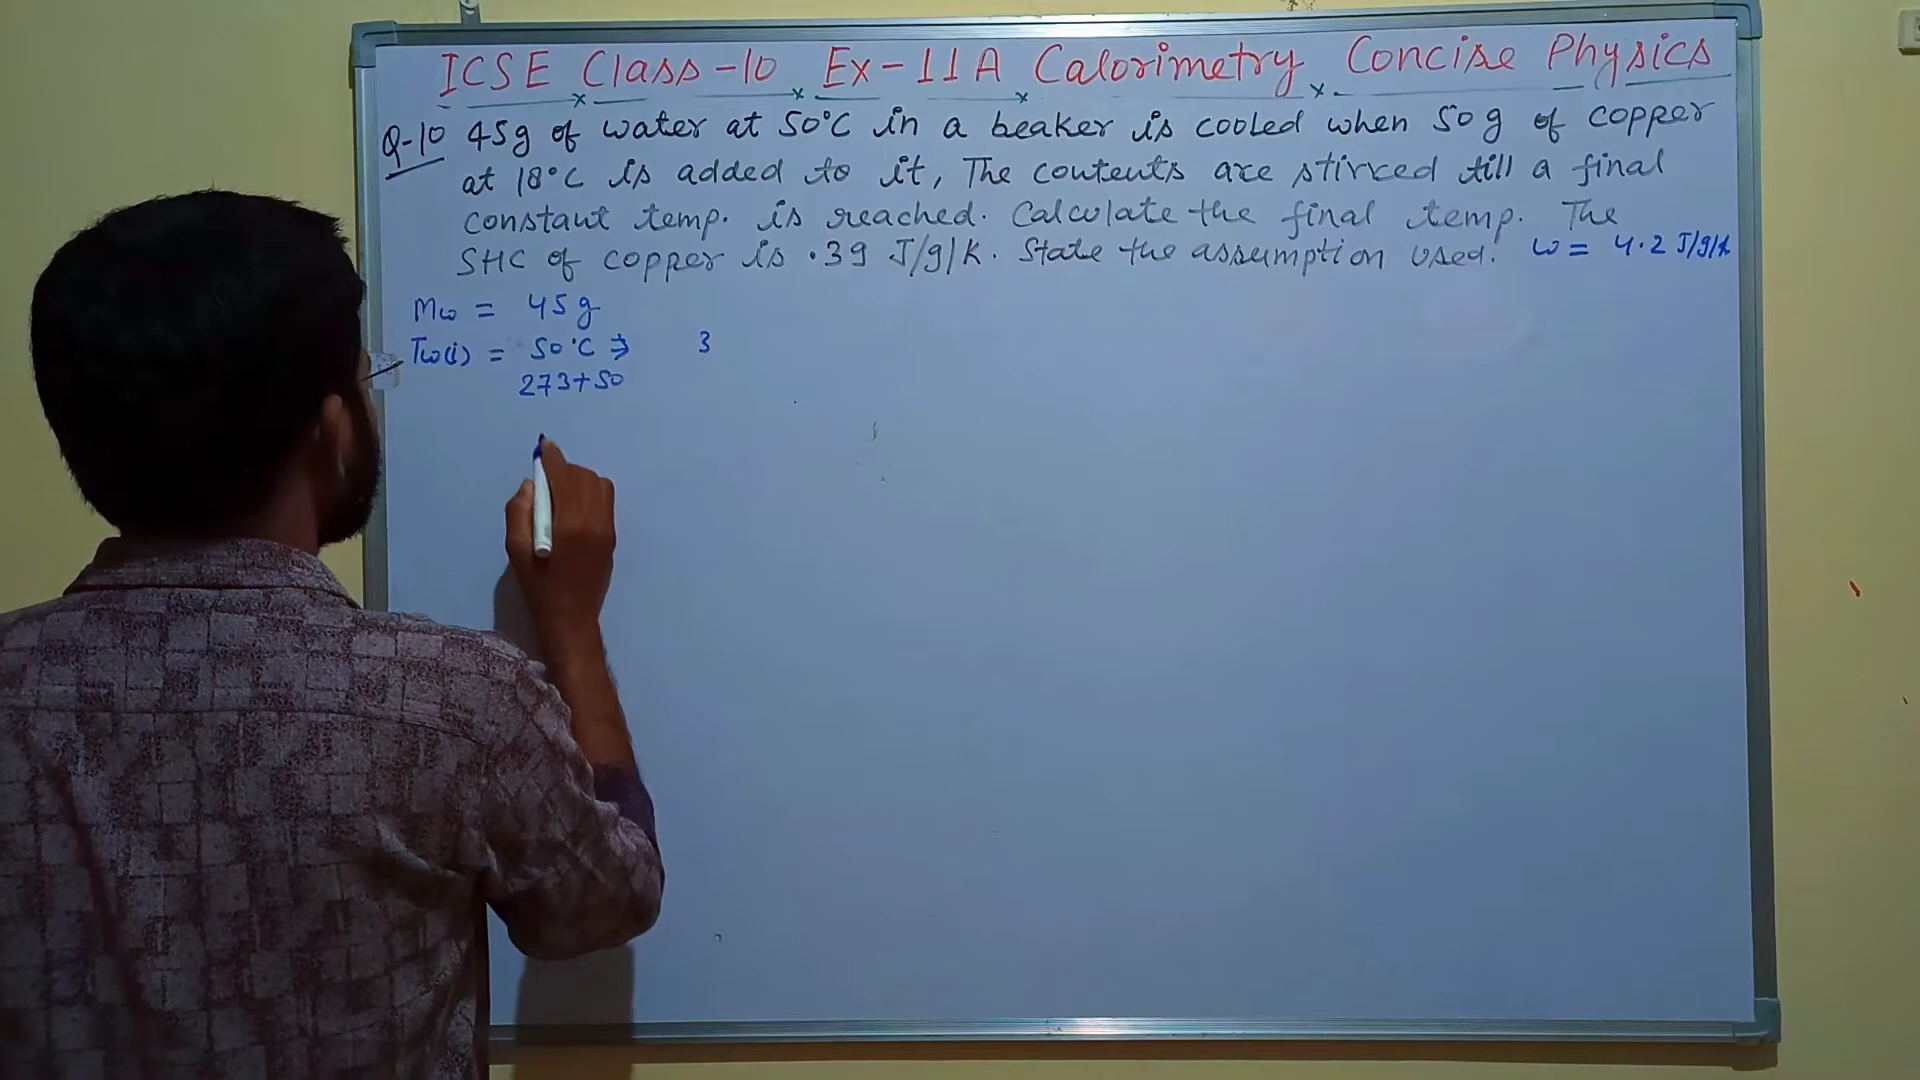 ICSE Class-10 Ex-11A Calorimetry Concise Physics
Q-10 45g of water at 50°C in a beaker is cooled when 50g of copper
at 18°C is added to it, The contents are stirred till a final
constant temp. is reached. Calculate the final temp. The
SHC of copper is .39 J/g/K. State the assumption used. ω = 4.2 J/g/k
Mω = 45g
Tω(i) = 50°C ⇒ 3
273+50